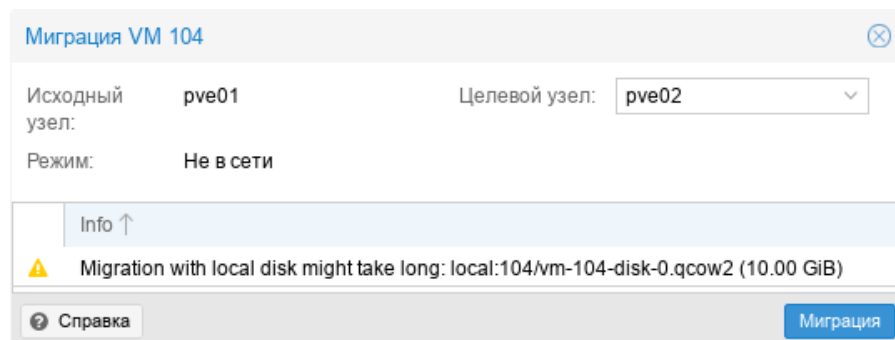 Миграция VM 104
Исходный узел: pve01 Целевой узел: pve02
Режим: Не в сети
Info ↑
Migration with local disk might take long: local:104/vm-104-disk-0.qcow2 (10.00 GiB)
Справка Миграция